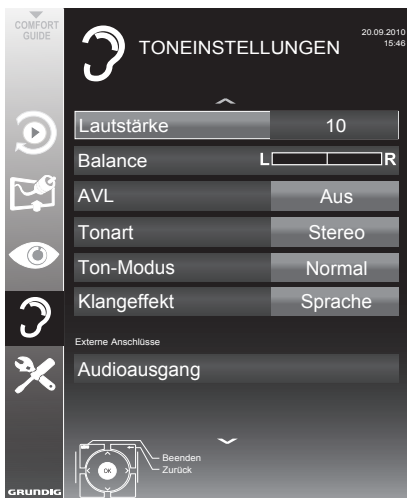 COMFORT
GUIDE
TONEINSTELLUNGEN
20.09.2010
15:46
Lautstärke 10
Balance L R
AVL Aus
Tonart Stereo
Ton-Modus Normal
Klangeffekt Sprache
Externe Anschlüsse
Audioausgang
Beenden
OK
Zurück
GRUNDIG